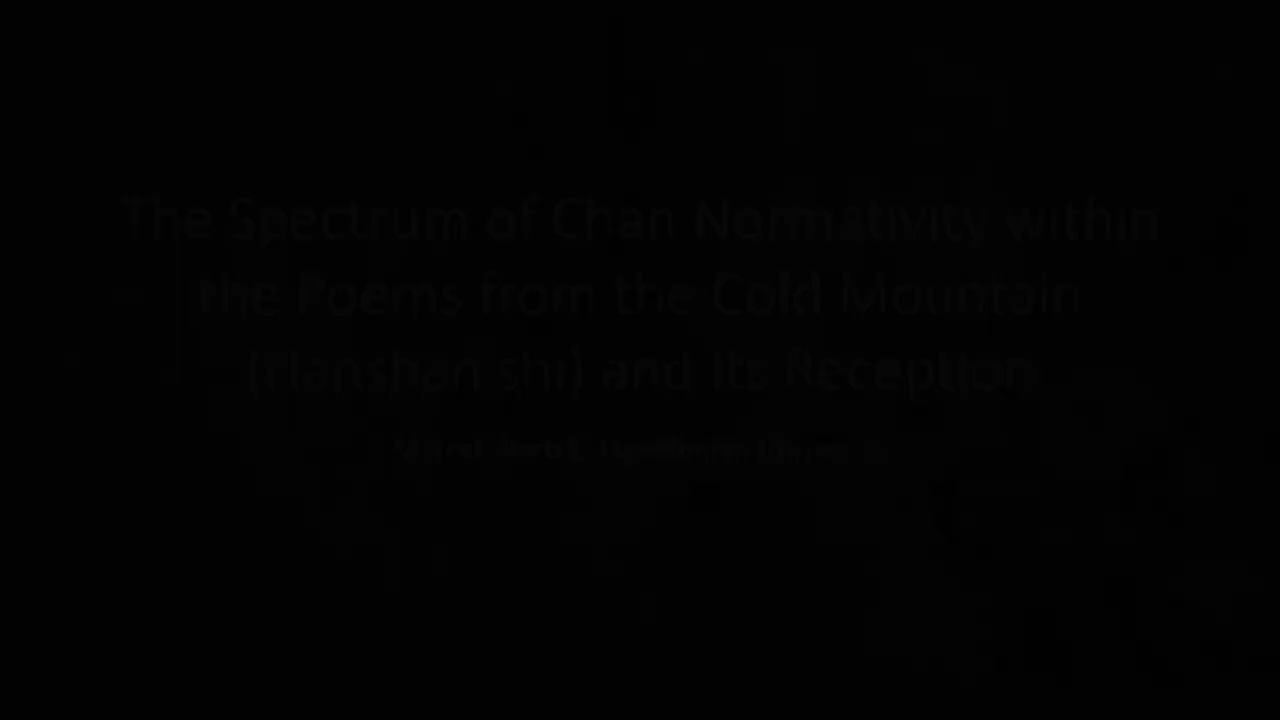 The Spectrum of Chan Normativity within
the Poems from the Cold Mountain
(Hanshan shi) and Its Reception